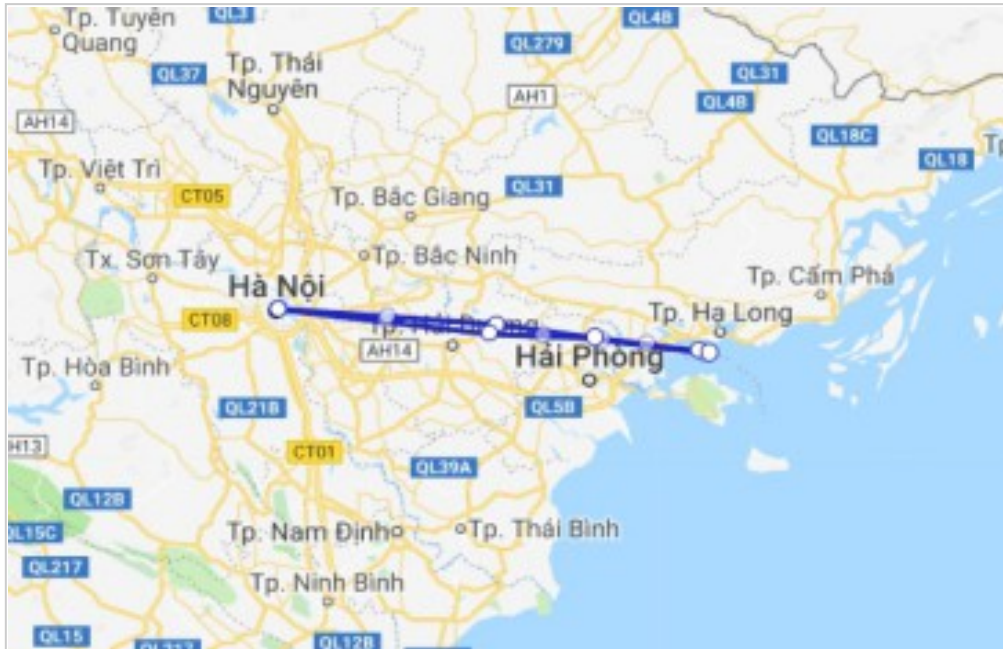 Tp. Tuyên
Quang
QL3
QL4B
QL279
QL37
Tp. Thái
Nguyên
AH1
QL31
QL4B
AH14
QL18C
QL18
Tp
Tp. Việt Trì
CT05
QL31
Tp. Bắc Giang
Tx. Sơn Tây
Tp. Bắc Ninh
Hà Nội
Tp. Cẩm Phả
CT08
Tp. Hạ Long
AH14
Hải Phòng
Tp. Hòa Bình
QL21B
QL5B
H13
CT01
QL39A
QL12B
QL15C
Tp. Nam Định
Tp. Thái Bình
QL217
Tp. Ninh Bình
QL15
QL12B